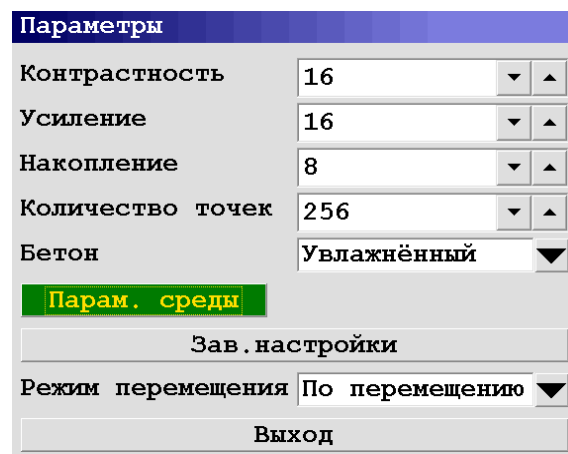 Параметры
Контрастность 16
Усиление 16
Накопление 8
Количество точек 256
Бетон Увлажнённый
Парам. среды
Зав.настройки
Режим перемещения По перемещению
Выход